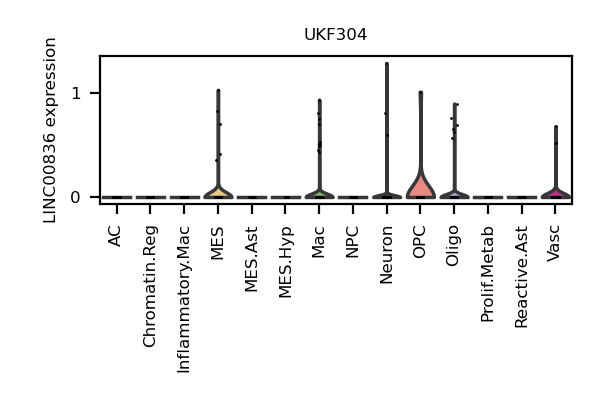 UKF304
LINC00836 expression
1
0
AC
Chromatin.Reg
Inflammatory.Mac
MES
MES.Ast
MES.Hyp
Mac
NPC
Neuron
OPC
Oligo
Prolif.Metab
Reactive.Ast
Vasc